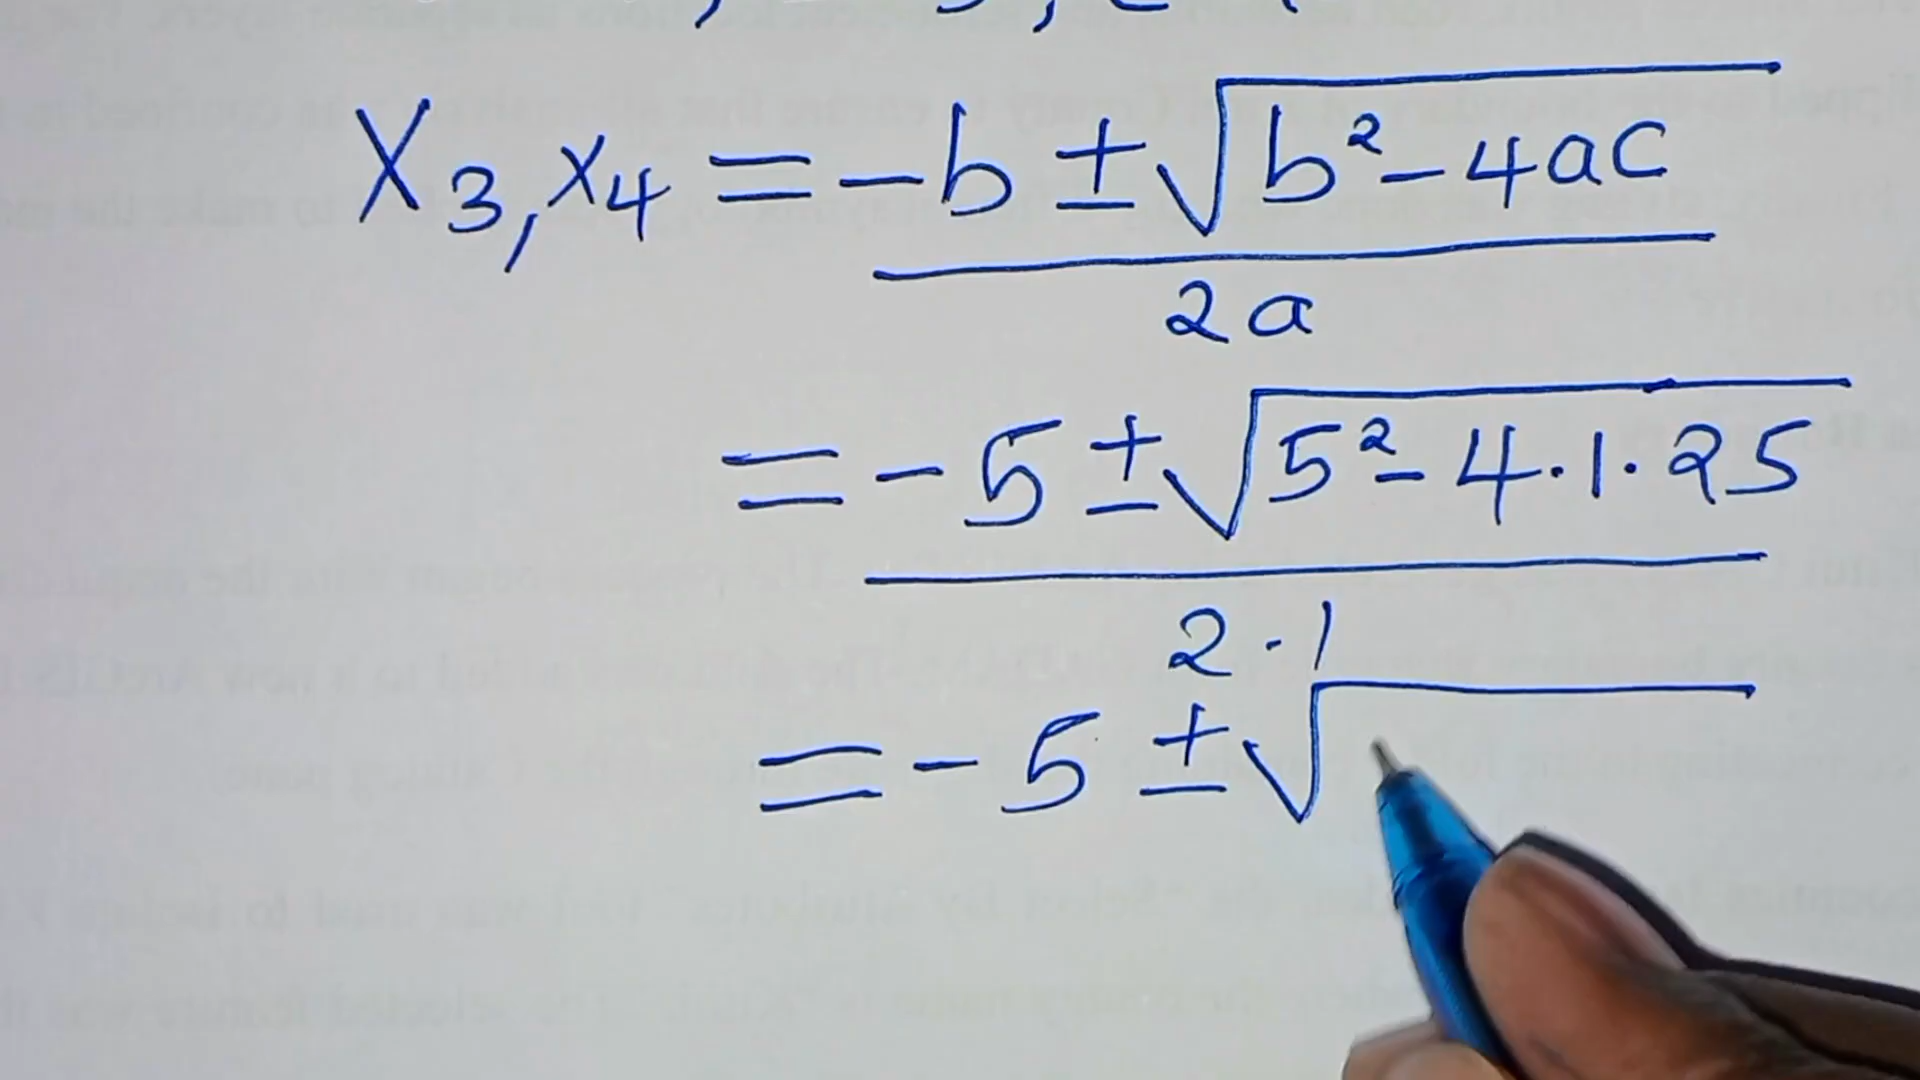 X₃,x₄ = -b ± √b² - 4ac
2a
= -5 ± √5² - 4·1·25
2·1
= -5 ± √